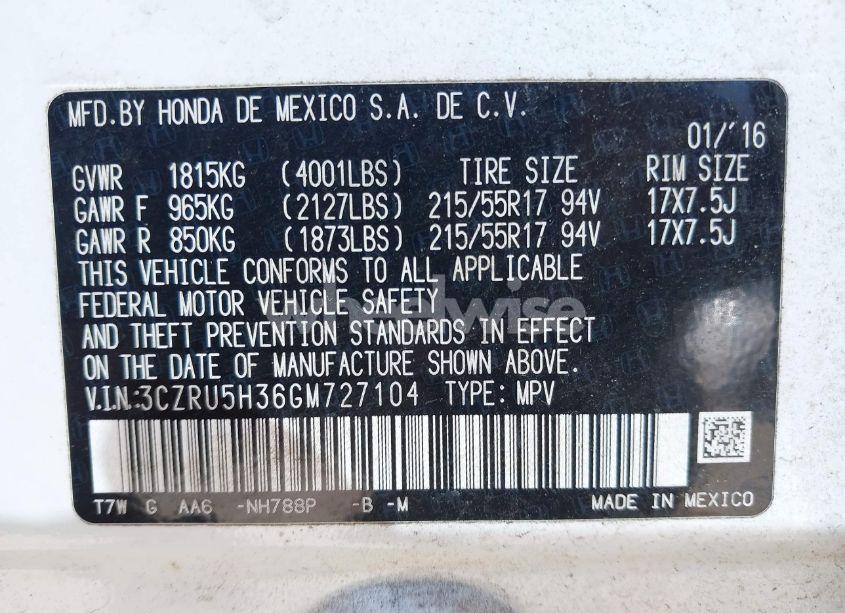 MFD.BY HONDA DE MEXICO S.A. DE C.V.
01/'16
GVWR 1815KG (4001LBS) TIRE SIZE RIM SIZE
GAWR F 965KG (2127LBS) 215/55R17 94V 17X7.5J
GAWR R 850KG (1873LBS) 215/55R17 94V 17X7.5J
THIS VEHICLE CONFORMS TO ALL APPLICABLE
FEDERAL MOTOR VEHICLE SAFETY
AND THEFT PREVENTION STANDARDS IN EFFECT
ON THE DATE OF MANUFACTURE SHOWN ABOVE.
V.I.N:3CZRU5H36GM727104 TYPE: MPV
T7W G AA6 -NH788P -B -M MADE IN MEXICO
wheelwise